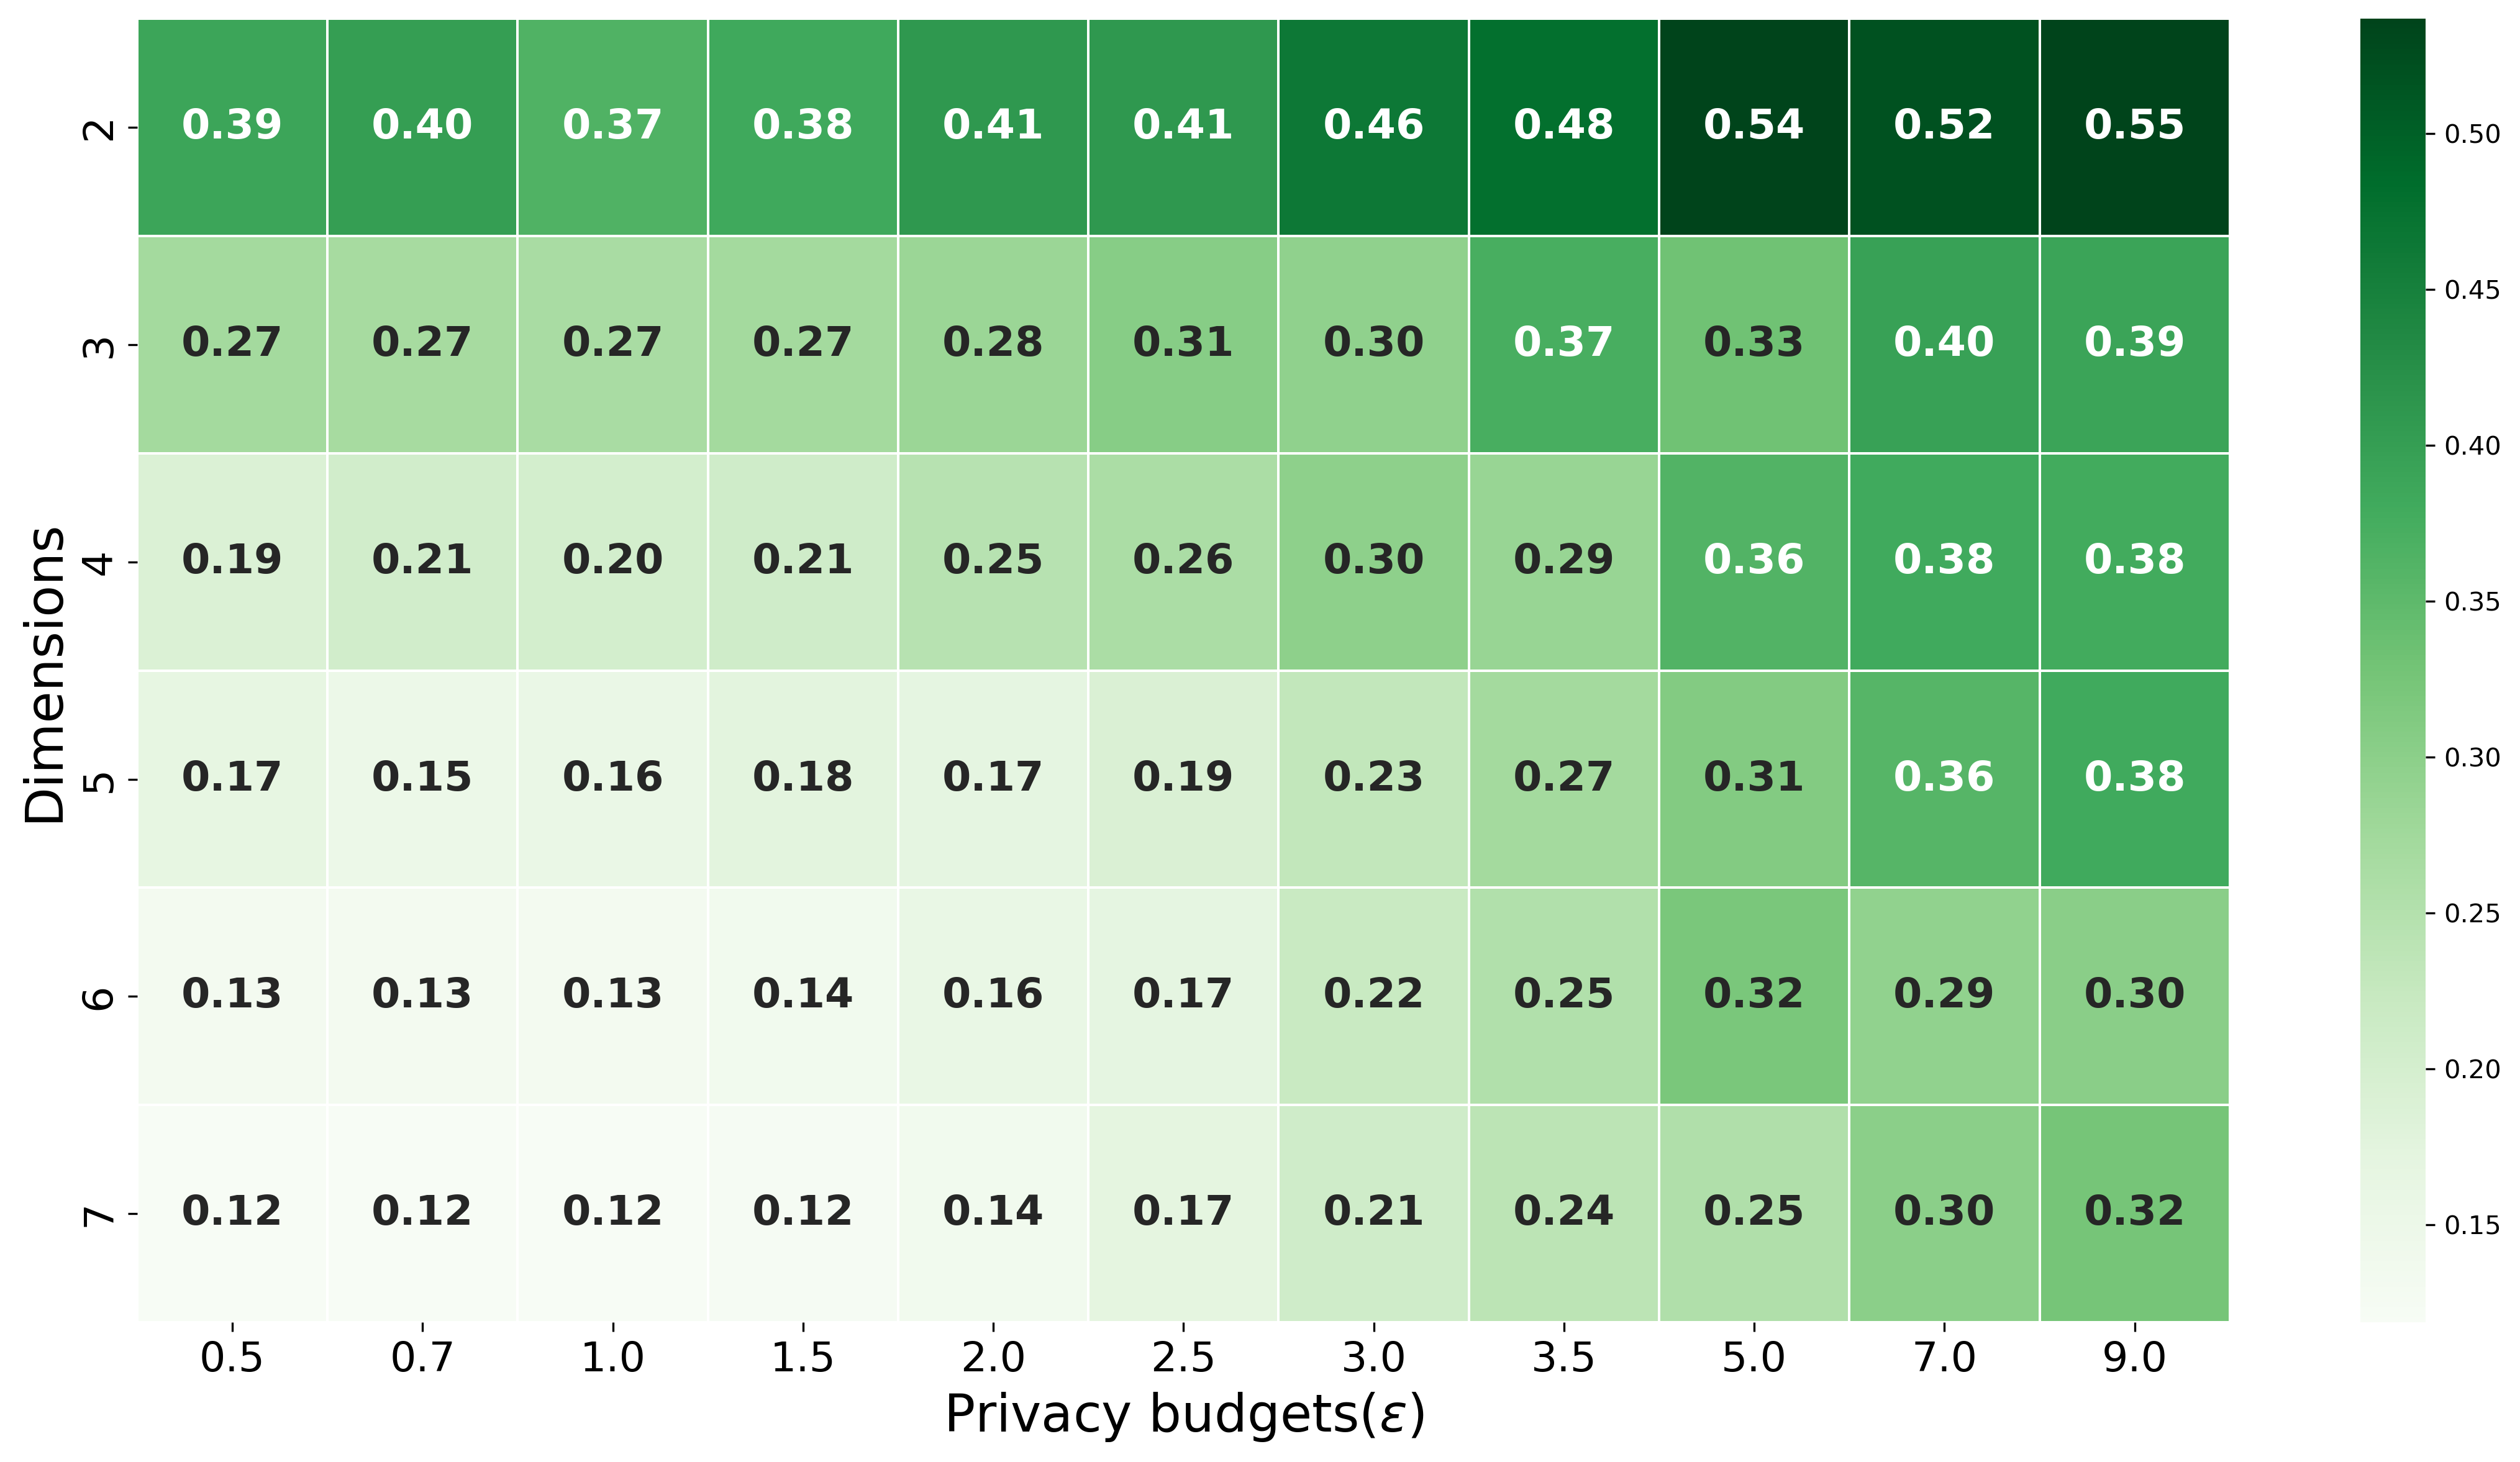 2 0.39 0.40 0.37 0.38 0.41 0.41 0.46 0.48 0.54 0.52 0.55
3 0.27 0.27 0.27 0.27 0.28 0.31 0.30 0.37 0.33 0.40 0.39
4 0.19 0.21 0.20 0.21 0.25 0.26 0.30 0.29 0.36 0.38 0.38
5 0.17 0.15 0.16 0.18 0.17 0.19 0.23 0.27 0.31 0.36 0.38
6 0.13 0.13 0.13 0.14 0.16 0.17 0.22 0.25 0.32 0.29 0.30
7 0.12 0.12 0.12 0.12 0.14 0.17 0.21 0.24 0.25 0.30 0.32
0.5 0.7 1.0 1.5 2.0 2.5 3.0 3.5 5.0 7.0 9.0
Privacy budgets(ε)
Dimensions
0.50
0.45
0.40
0.35
0.30
0.25
0.20
0.15